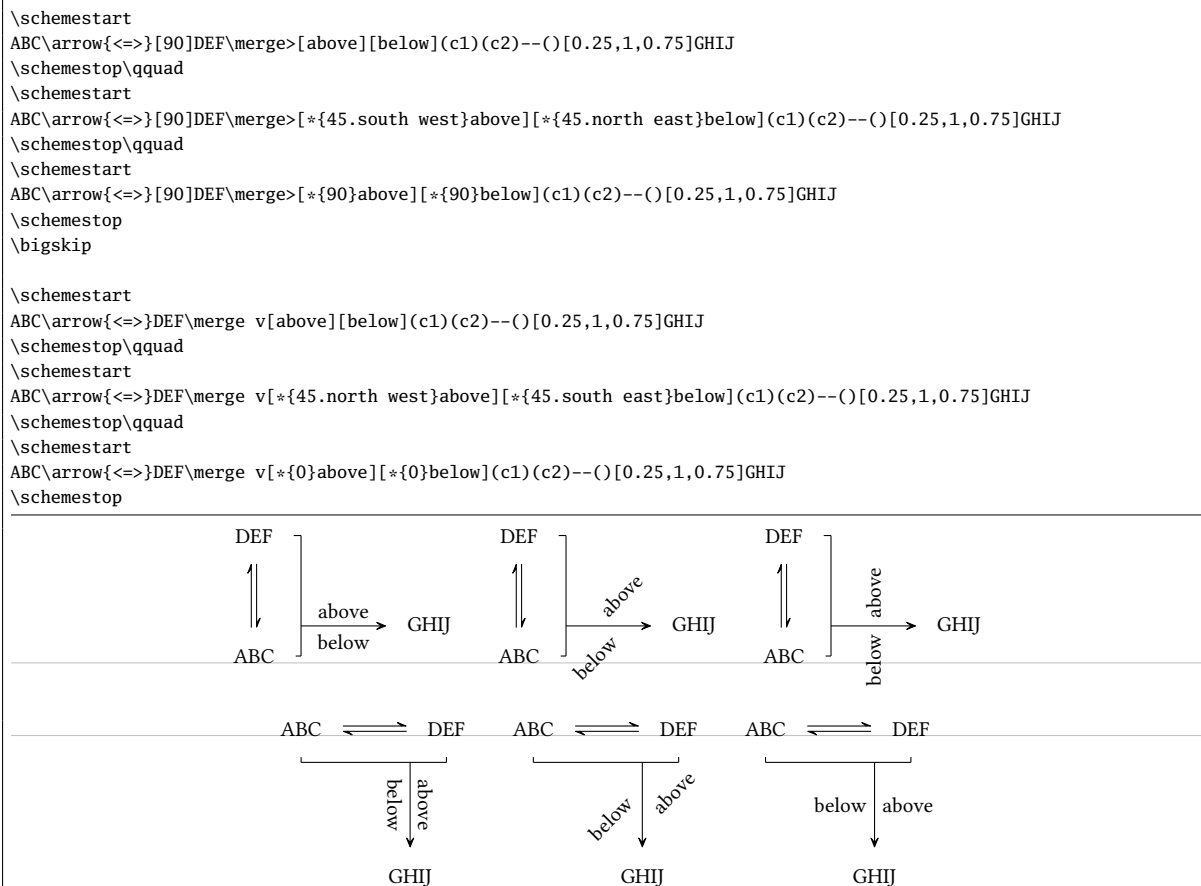 \schemestart
ABC\arrow{<=>}[90]DEF\merge>[above][below](c1)(c2)--()[0.25,1,0.75]GHIJ
\schemestop\qquad
\schemestart
ABC\arrow{<=>}[90]DEF\merge>[*{45.south west}above][*{45.north east}below](c1)(c2)--()[0.25,1,0.75]GHIJ
\schemestop\qquad
\schemestart
ABC\arrow{<=>}[90]DEF\merge>[*{90}above][*{90}below](c1)(c2)--()[0.25,1,0.75]GHIJ
\schemestop
\bigskip
\schemestart
ABC\arrow{<=>}DEF\merge v[above][below](c1)(c2)--()[0.25,1,0.75]GHIJ
\schemestop\qquad
\schemestart
ABC\arrow{<=>}DEF\merge v[*{45.north west}above][*{45.south east}below](c1)(c2)--()[0.25,1,0.75]GHIJ
\schemestop\qquad
\schemestart
ABC\arrow{<=>}DEF\merge v[*{0}above][*{0}below](c1)(c2)--()[0.25,1,0.75]GHIJ
\schemestop
DEF DEF DEF
above above above
GHIJ GHIJ GHIJ
below below below
ABC ABC ABC
ABC DEF ABC DEF ABC DEF
below above below above below above
GHIJ GHIJ GHIJ